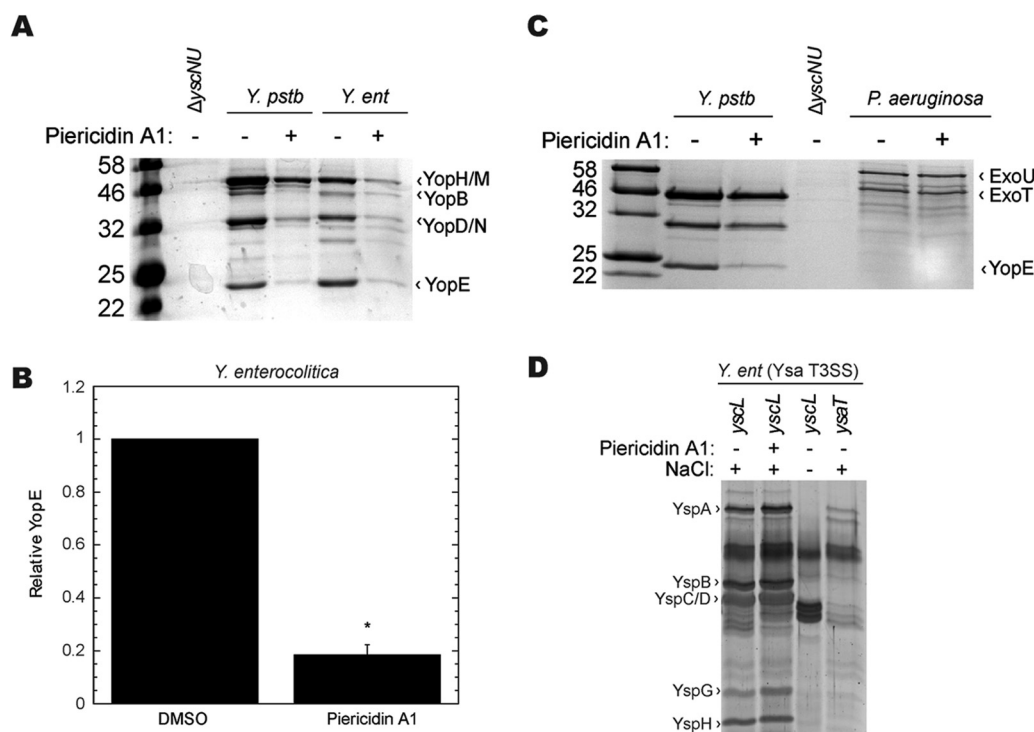 A
ΔyscNU
Y. pstb
Y. ent
Piericidin A1: - - + - +
58
46
32
25
22
‹YopH/M
‹YopB
‹YopD/N
‹YopE
B
Y. enterocolitica
1.2
1
0.8
0.6
0.4
0.2
0
Relative YopE
*
DMSO
Piericidin A1
C
Y. pstb
ΔyscNU
P. aeruginosa
Piericidin A1: - + - - +
58
46
32
25
22
‹ExoU
‹ExoT
‹YopE
D
Y. ent (Ysa T3SS)
yscL yscL yscL ysaT
Piericidin A1: - + - -
NaCl: + + - +
YspA›
YspB›
YspC/D›
YspG›
YspH›